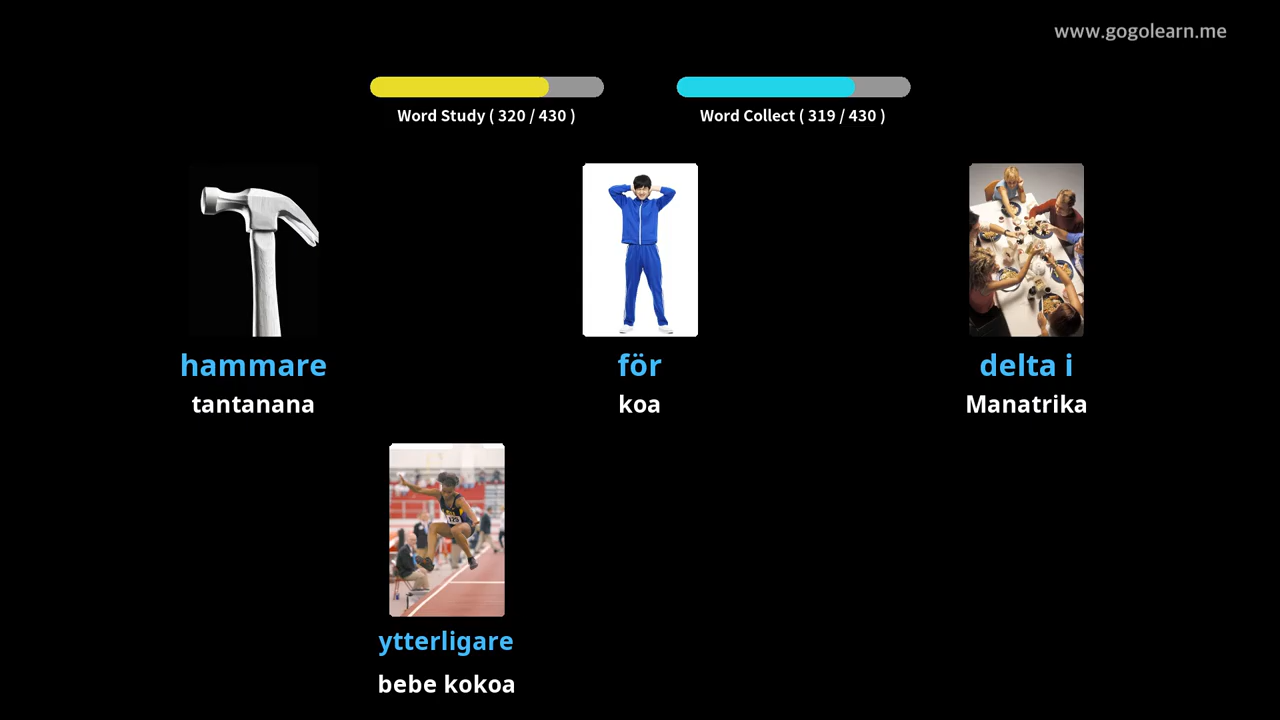 www.gogolearn.me
Word Study ( 320 / 430 )
Word Collect ( 319 / 430 )
hammare
tantanana
för
koa
delta i
Manatrika
ytterligare
bebe kokoa